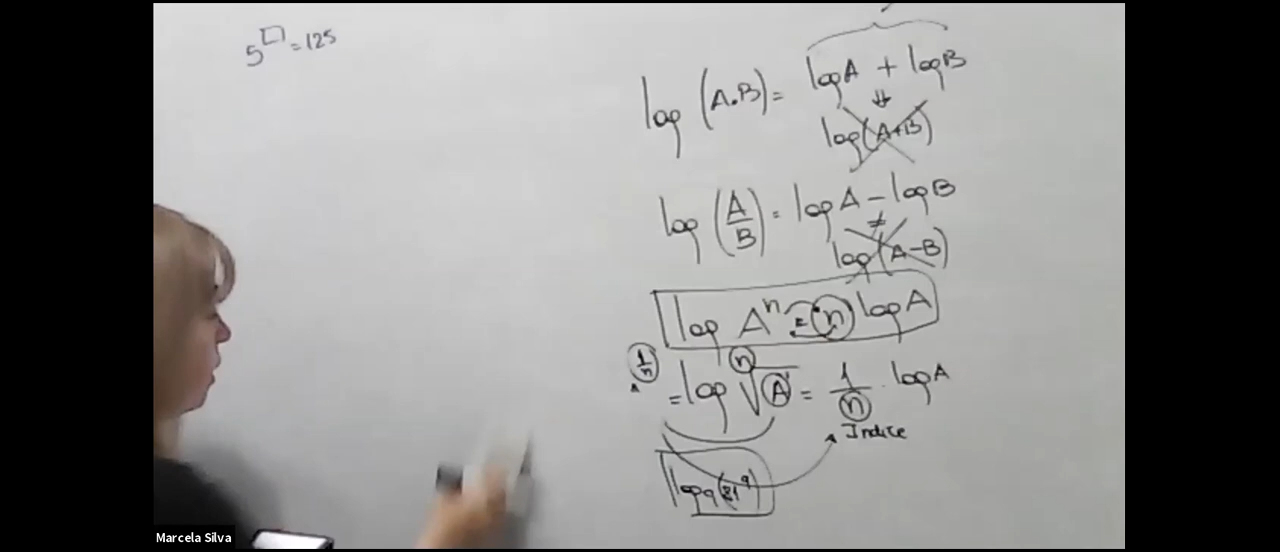 5^□ = 125
log (A.B) = log A + log B
⇓
log(A+B)
log (A/B) = log A - log B
≠
log(A-B)
log A^n = n log A
A^(1/n) = log ⁿ√A¹ = 1/n . log A
Indice
Marcela Silva